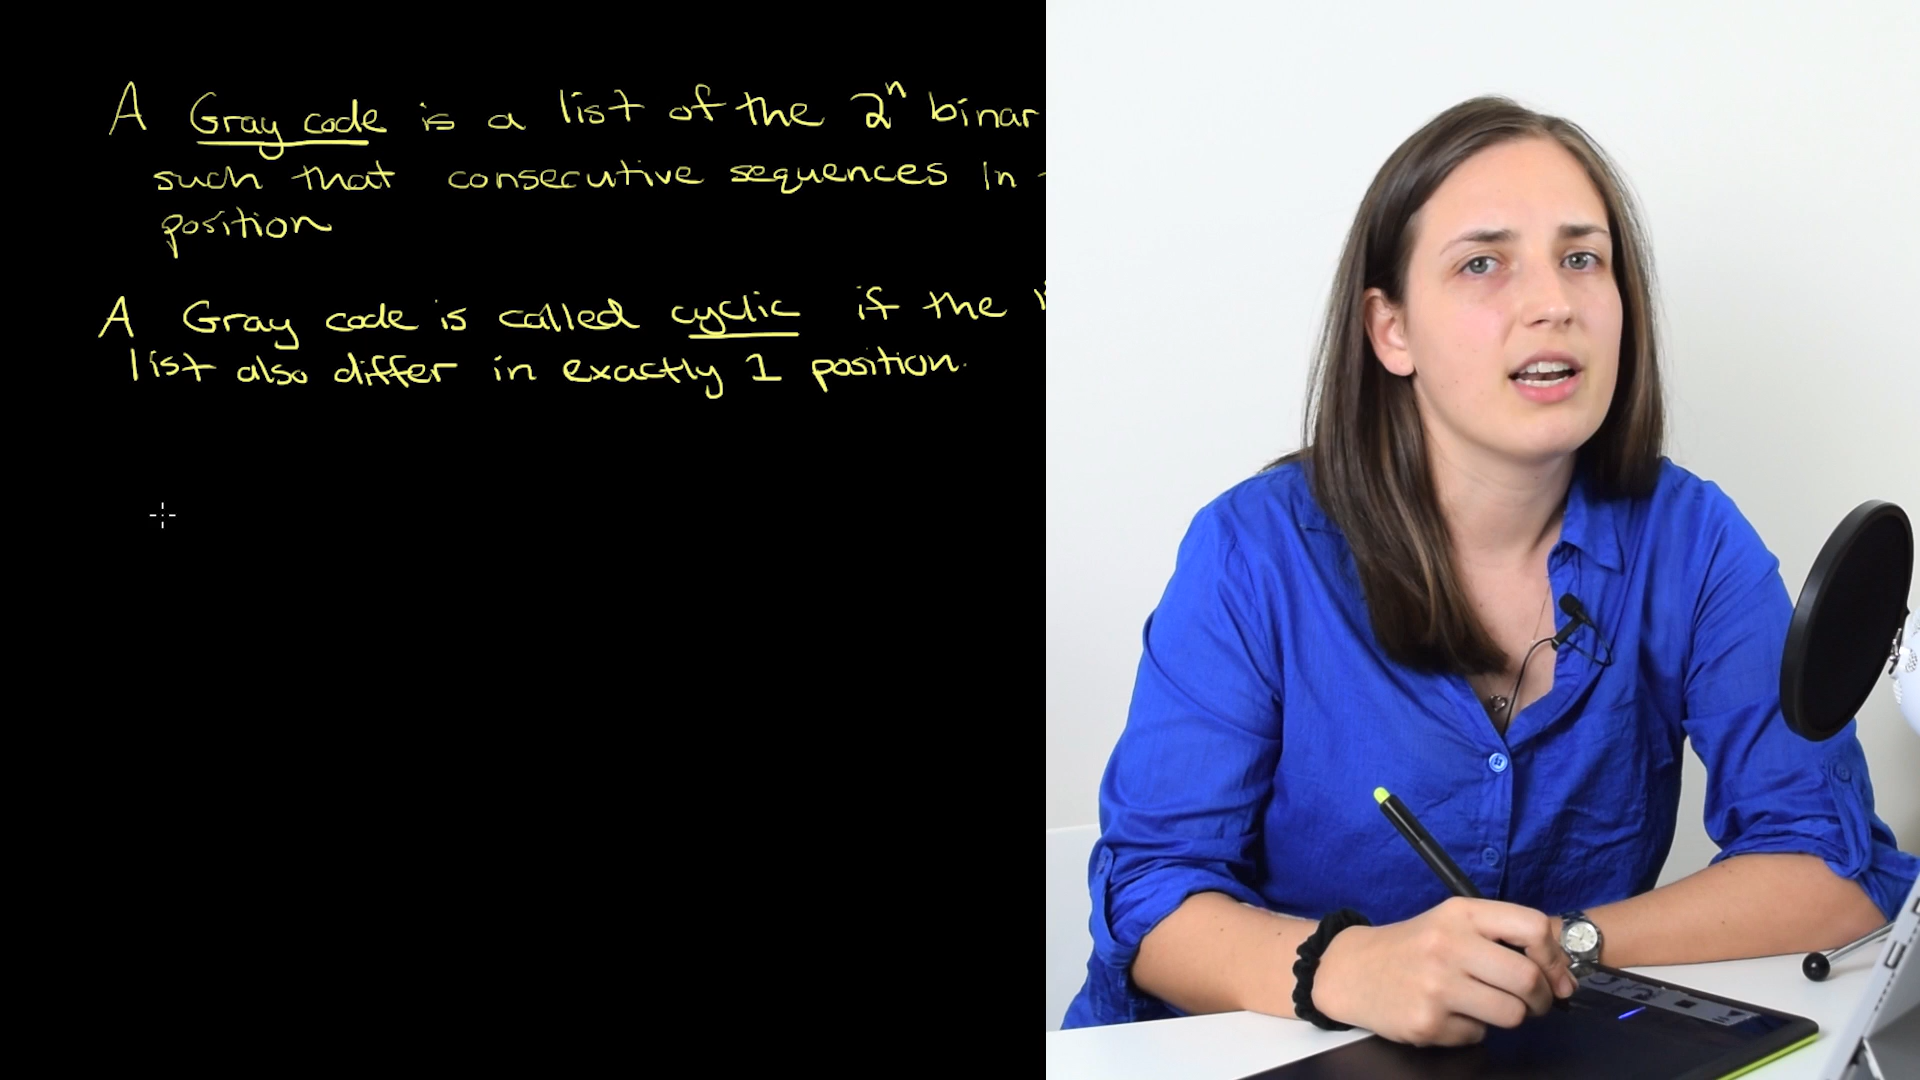 A Gray code is a list of the 2ⁿ binar
such that consecutive sequences in
position
A Gray code is called cyclic if the
list also differ in exactly 1 position.